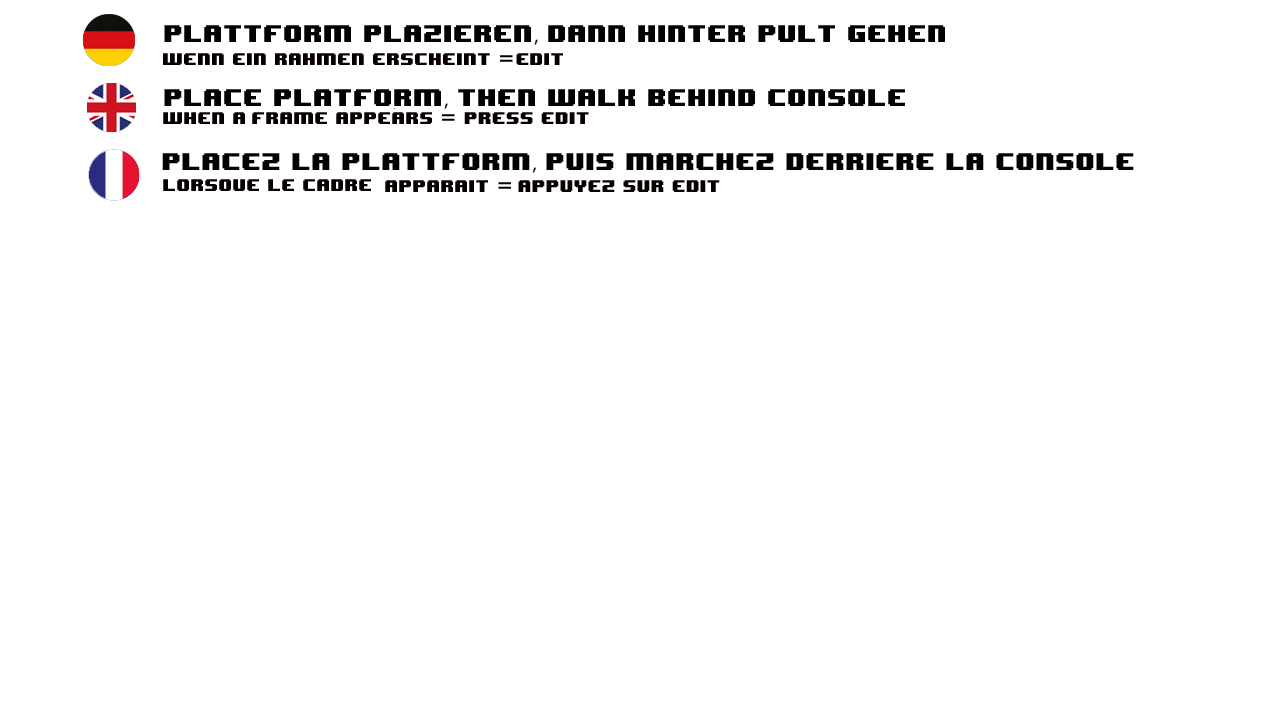 PLATTFORM PLAZIEREN, DANN HINTER PULT GEHEN
WENN EIN RAHMEN ERSCHEINT =EDIT
PLACE PLATFORM, THEN WALK BEHIND CONSOLE
WHEN A FRAME APPEARS = PRESS EDIT
PLACEZ LA PLATTFORM, PUIS MARCHEZ DERRIERE LA CONSOLE
LORSQUE LE CADRE APPARAIT = APPUYEZ SUR EDIT